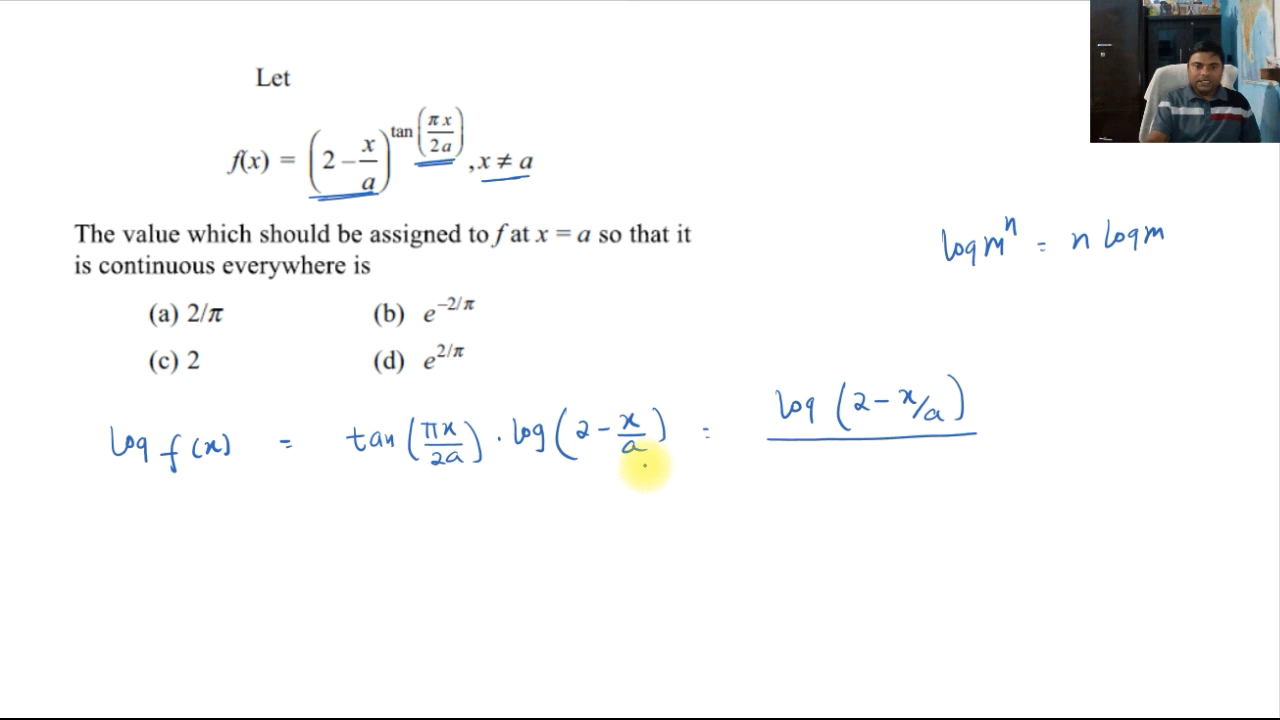 Let
f(x) = (2 − x/a)^tan(πx/2a) , x ≠ a
The value which should be assigned to f at x = a so that it
is continuous everywhere is
(a) 2/π (b) e^−2/π
(c) 2 (d) e^2/π
log m^n = n log m
log f(x) = tan(πx/2a) · log(2 − x/a) = log(2 − x/a)